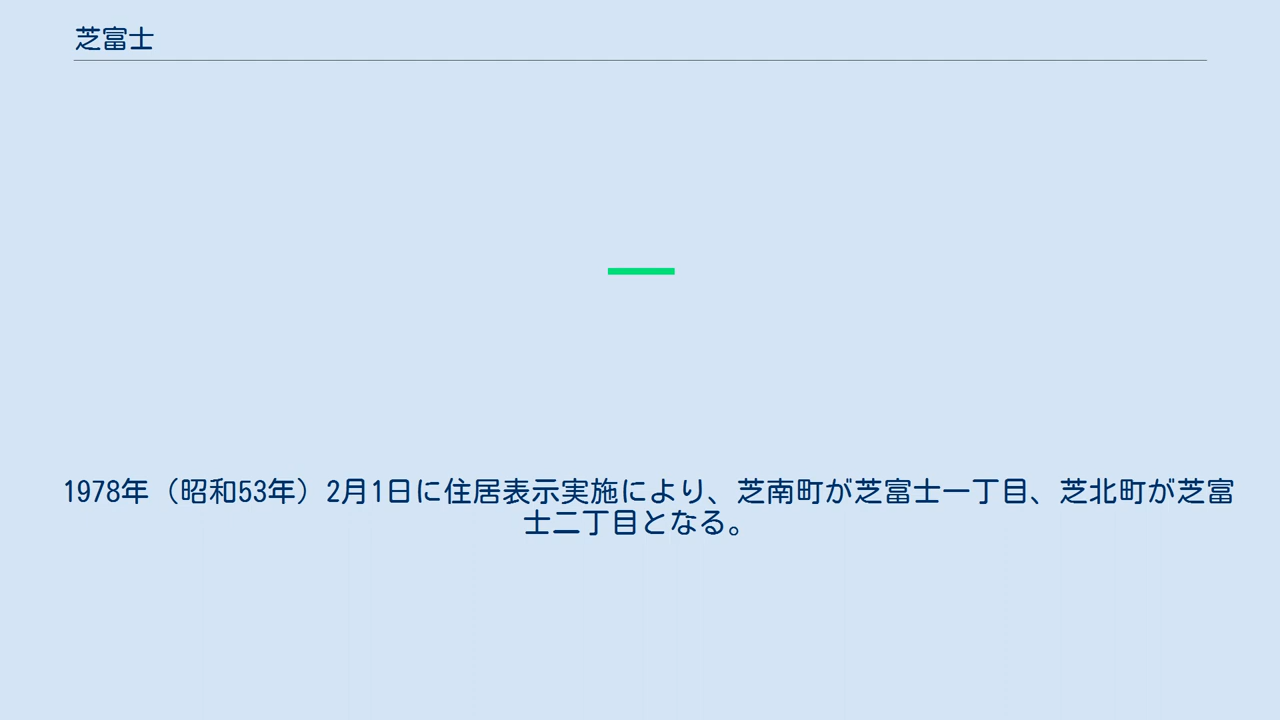 芝富士
1978年（昭和53年）2月1日に住居表示実施により、芝南町が芝富士一丁目、芝北町が芝富
士二丁目となる。